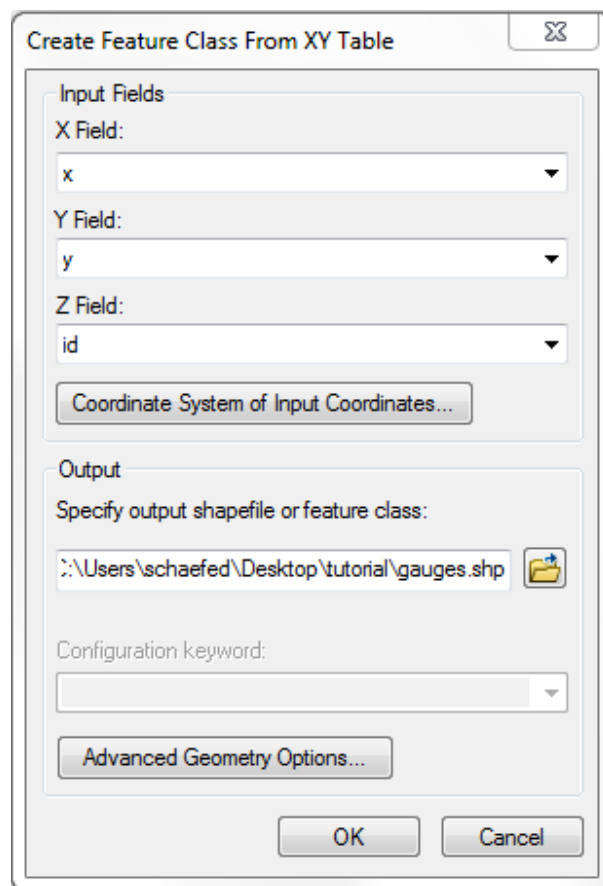 Create Feature Class From XY Table
Input Fields
X Field:
x
Y Field:
y
Z Field:
id
Coordinate System of Input Coordinates...
Output
Specify output shapefile or feature class:
C:\Users\schaefed\Desktop\tutorial\gauges.shp
Configuration keyword:
Advanced Geometry Options...
OK
Cancel